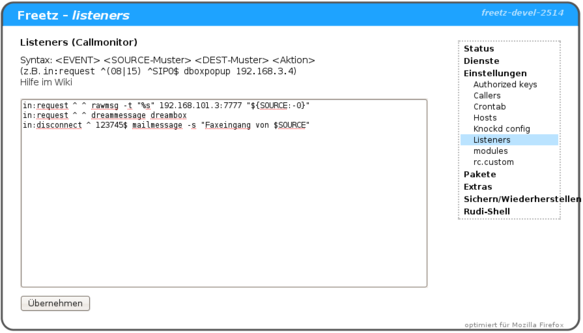 Freetz – listeners
freetz-devel-2514
Listeners (Callmonitor)
Syntax: <EVENT> <SOURCE-Muster> <DEST-Muster> <Aktion>
(z.B. in:request ^(08|15) ^SIP0$ dboxpopup 192.168.3.4)
Hilfe im Wiki
in:request ^ ^ rawmsg -t "%s" 192.168.101.3:7777 "${SOURCE:-0}"
in:request ^ ^ dreammessage dreambox
in:disconnect ^ 123745$ mailmessage -s "Faxeingang von $SOURCE"
Übernehmen
Status
Dienste
Einstellungen
Authorized keys
Callers
Crontab
Hosts
Knockd config
Listeners
modules
rc.custom
Pakete
Extras
Sichern/Wiederherstellen
Rudi-Shell
optimiert für Mozilla Firefox